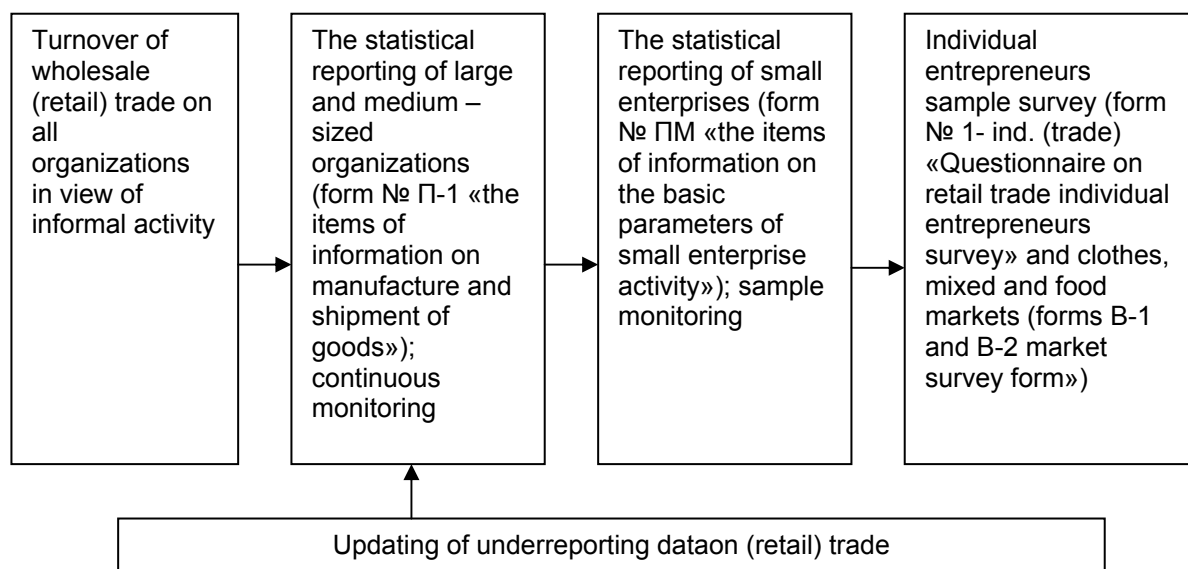 Turnover of
wholesale
(retail) trade on
all
organizations
in view of
informal activity
The statistical
reporting of large
and medium –
sized
organizations
(form № П-1 «the
items of
information on
manufacture and
shipment of
goods»);
continuous
monitoring
The statistical
reporting of small
enterprises (form
№ ПМ «the items
of information on
the basic
parameters of
small enterprise
activity»); sample
monitoring
Individual
entrepreneurs
sample survey (form
№ 1- ind. (trade)
«Questionnaire on
retail trade individual
entrepreneurs
survey» and clothes,
mixed and food
markets (forms B-1
and B-2 market
survey form»)
Updating of underreporting dataon (retail) trade